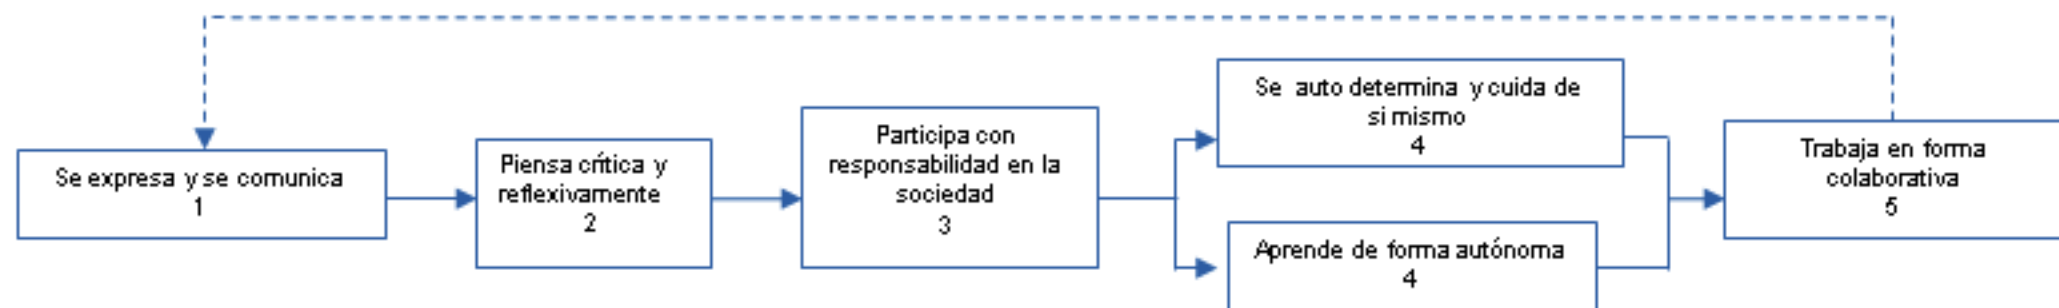 Se expresa y se comunica
1
Piensa crítica y
reflexivamente
2
Participa con
responsabilidad en la
sociedad
3
Se auto determina y cuida de
si mismo
4
Aprende de forma autónoma
4
Trabaja en forma
colaborativa
5